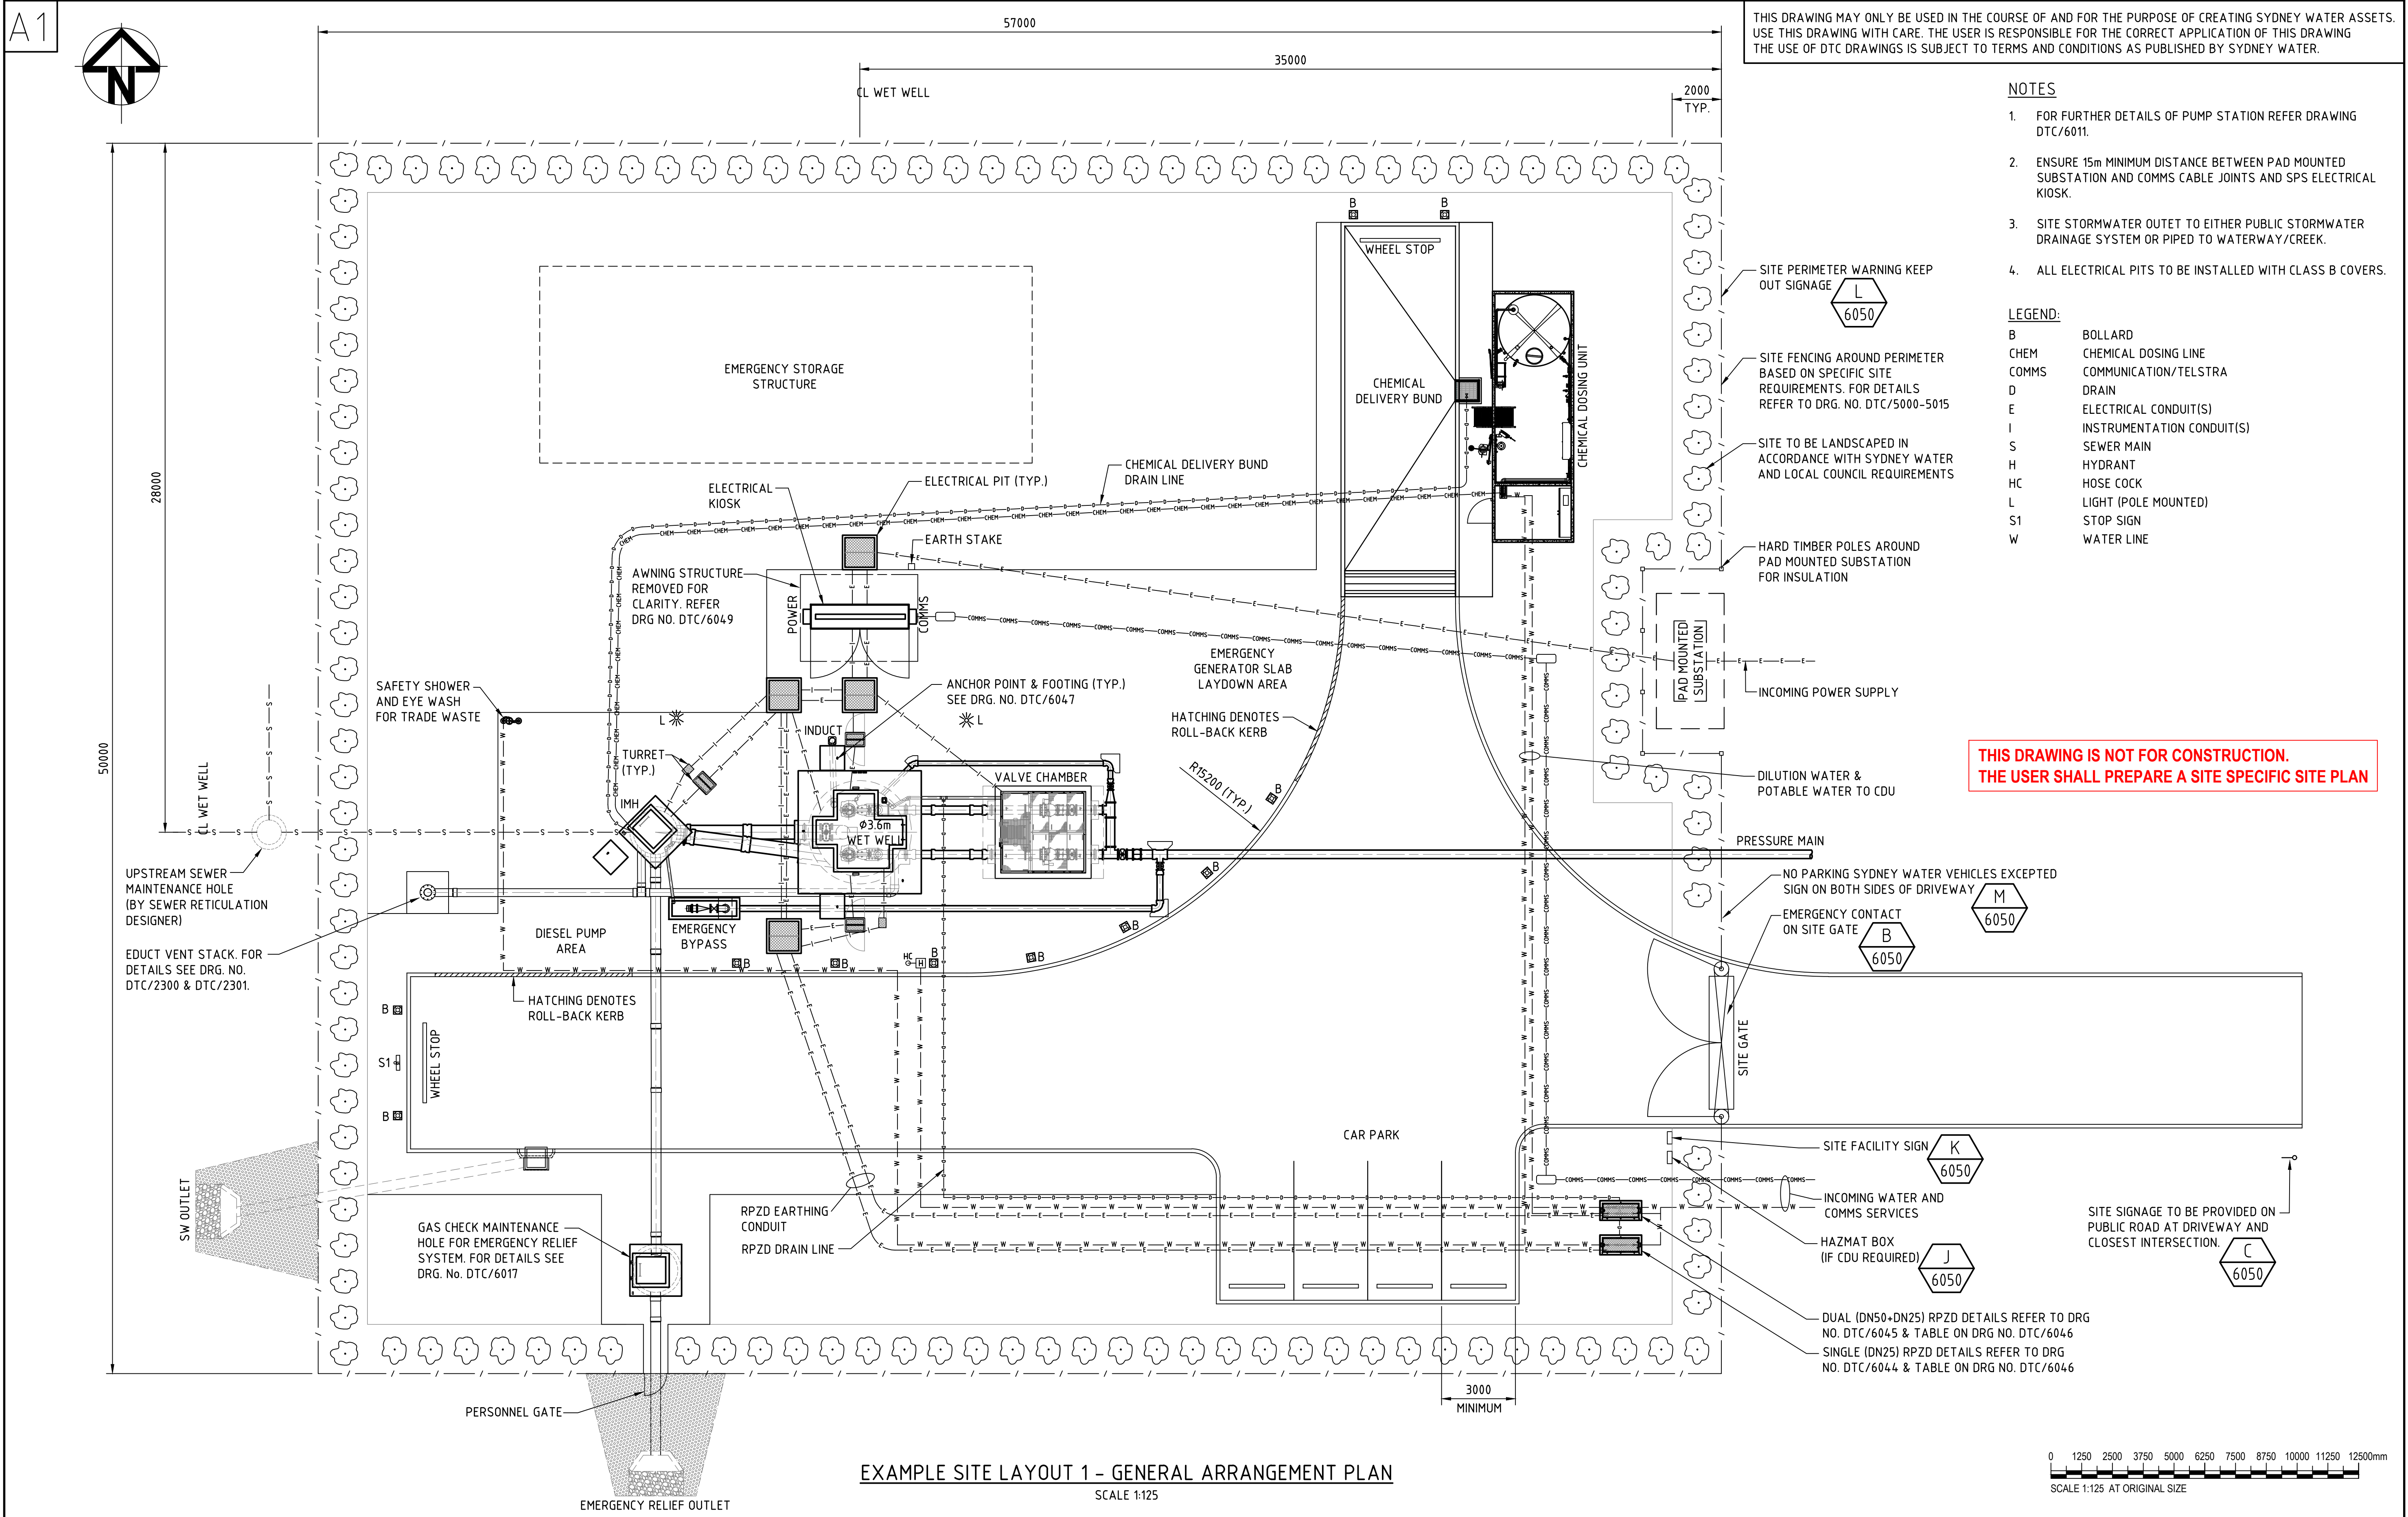 A1
N
57000
35000
CL WET WELL
2000
TYP.
THIS DRAWING MAY ONLY BE USED IN THE COURSE OF AND FOR THE PURPOSE OF CREATING SYDNEY WATER ASSETS.
USE THIS DRAWING WITH CARE. THE USER IS RESPONSIBLE FOR THE CORRECT APPLICATION OF THIS DRAWING
THE USE OF DTC DRAWINGS IS SUBJECT TO TERMS AND CONDITIONS AS PUBLISHED BY SYDNEY WATER.
NOTES
1. FOR FURTHER DETAILS OF PUMP STATION REFER DRAWING
DTC/6011.
2. ENSURE 15m MINIMUM DISTANCE BETWEEN PAD MOUNTED
SUBSTATION AND COMMS CABLE JOINTS AND SPS ELECTRICAL
KIOSK.
3. SITE STORMWATER OUTET TO EITHER PUBLIC STORMWATER
DRAINAGE SYSTEM OR PIPED TO WATERWAY/CREEK.
4. ALL ELECTRICAL PITS TO BE INSTALLED WITH CLASS B COVERS.
LEGEND:
B BOLLARD
CHEM CHEMICAL DOSING LINE
COMMS COMMUNICATION/TELSTRA
D DRAIN
E ELECTRICAL CONDUIT(S)
I INSTRUMENTATION CONDUIT(S)
S SEWER MAIN
H HYDRANT
HC HOSE COCK
L LIGHT (POLE MOUNTED)
S1 STOP SIGN
W WATER LINE
THIS DRAWING IS NOT FOR CONSTRUCTION.
THE USER SHALL PREPARE A SITE SPECIFIC SITE PLAN
B
B
WHEEL STOP
SITE PERIMETER WARNING KEEP
OUT SIGNAGE
L
6050
SITE FENCING AROUND PERIMETER
BASED ON SPECIFIC SITE
REQUIREMENTS. FOR DETAILS
REFER TO DRG. NO. DTC/5000-5015
SITE TO BE LANDSCAPED IN
ACCORDANCE WITH SYDNEY WATER
AND LOCAL COUNCIL REQUIREMENTS
HARD TIMBER POLES AROUND
PAD MOUNTED SUBSTATION
FOR INSULATION
EMERGENCY STORAGE
STRUCTURE
CHEMICAL
DELIVERY BUND
CHEMICAL DOSING UNIT
28000
50000
CHEMICAL DELIVERY BUND
DRAIN LINE
ELECTRICAL
KIOSK
ELECTRICAL PIT (TYP.)
EARTH STAKE
AWNING STRUCTURE
REMOVED FOR
CLARITY. REFER
DRG NO. DTC/6049
POWER
COMMS
EMERGENCY
GENERATOR SLAB
LAYDOWN AREA
PAD MOUNTED
SUBSTATION
INCOMING POWER SUPPLY
SAFETY SHOWER
AND EYE WASH
FOR TRADE WASTE
ANCHOR POINT & FOOTING (TYP.)
SEE DRG. NO. DTC/6047
L
L
INDUCT
TURRET
(TYP.)
HATCHING DENOTES
ROLL-BACK KERB
R15200 (TYP.)
VALVE CHAMBER
IMH
CL WET WELL
Ø3.6m
WET WELL
B
DILUTION WATER &
POTABLE WATER TO CDU
PRESSURE MAIN
UPSTREAM SEWER
MAINTENANCE HOLE
(BY SEWER RETICULATION
DESIGNER)
EDUCT VENT STACK. FOR
DETAILS SEE DRG. NO.
DTC/2300 & DTC/2301.
DIESEL PUMP
AREA
EMERGENCY
BYPASS
B
B
B
B
B
HC
H
B
NO PARKING SYDNEY WATER VEHICLES EXCEPTED
SIGN ON BOTH SIDES OF DRIVEWAY
M
6050
EMERGENCY CONTACT
ON SITE GATE
B
6050
HATCHING DENOTES
ROLL-BACK KERB
B
S1
B
WHEEL STOP
SITE GATE
CAR PARK
SW OUTLET
SITE FACILITY SIGN
K
6050
INCOMING WATER AND
COMMS SERVICES
HAZMAT BOX
(IF CDU REQUIRED)
J
6050
SITE SIGNAGE TO BE PROVIDED ON
PUBLIC ROAD AT DRIVEWAY AND
CLOSEST INTERSECTION.
C
6050
RPZD EARTHING
CONDUIT
RPZD DRAIN LINE
GAS CHECK MAINTENANCE
HOLE FOR EMERGENCY RELIEF
SYSTEM. FOR DETAILS SEE
DRG. No. DTC/6017
DUAL (DN50+DN25) RPZD DETAILS REFER TO DRG
NO. DTC/6045 & TABLE ON DRG NO. DTC/6046
SINGLE (DN25) RPZD DETAILS REFER TO DRG
NO. DTC/6044 & TABLE ON DRG NO. DTC/6046
PERSONNEL GATE
3000
MINIMUM
EMERGENCY RELIEF OUTLET
EXAMPLE SITE LAYOUT 1 - GENERAL ARRANGEMENT PLAN
SCALE 1:125
0 1250 2500 3750 5000 6250 7500 8750 10000 11250 12500mm
SCALE 1:125 AT ORIGINAL SIZE